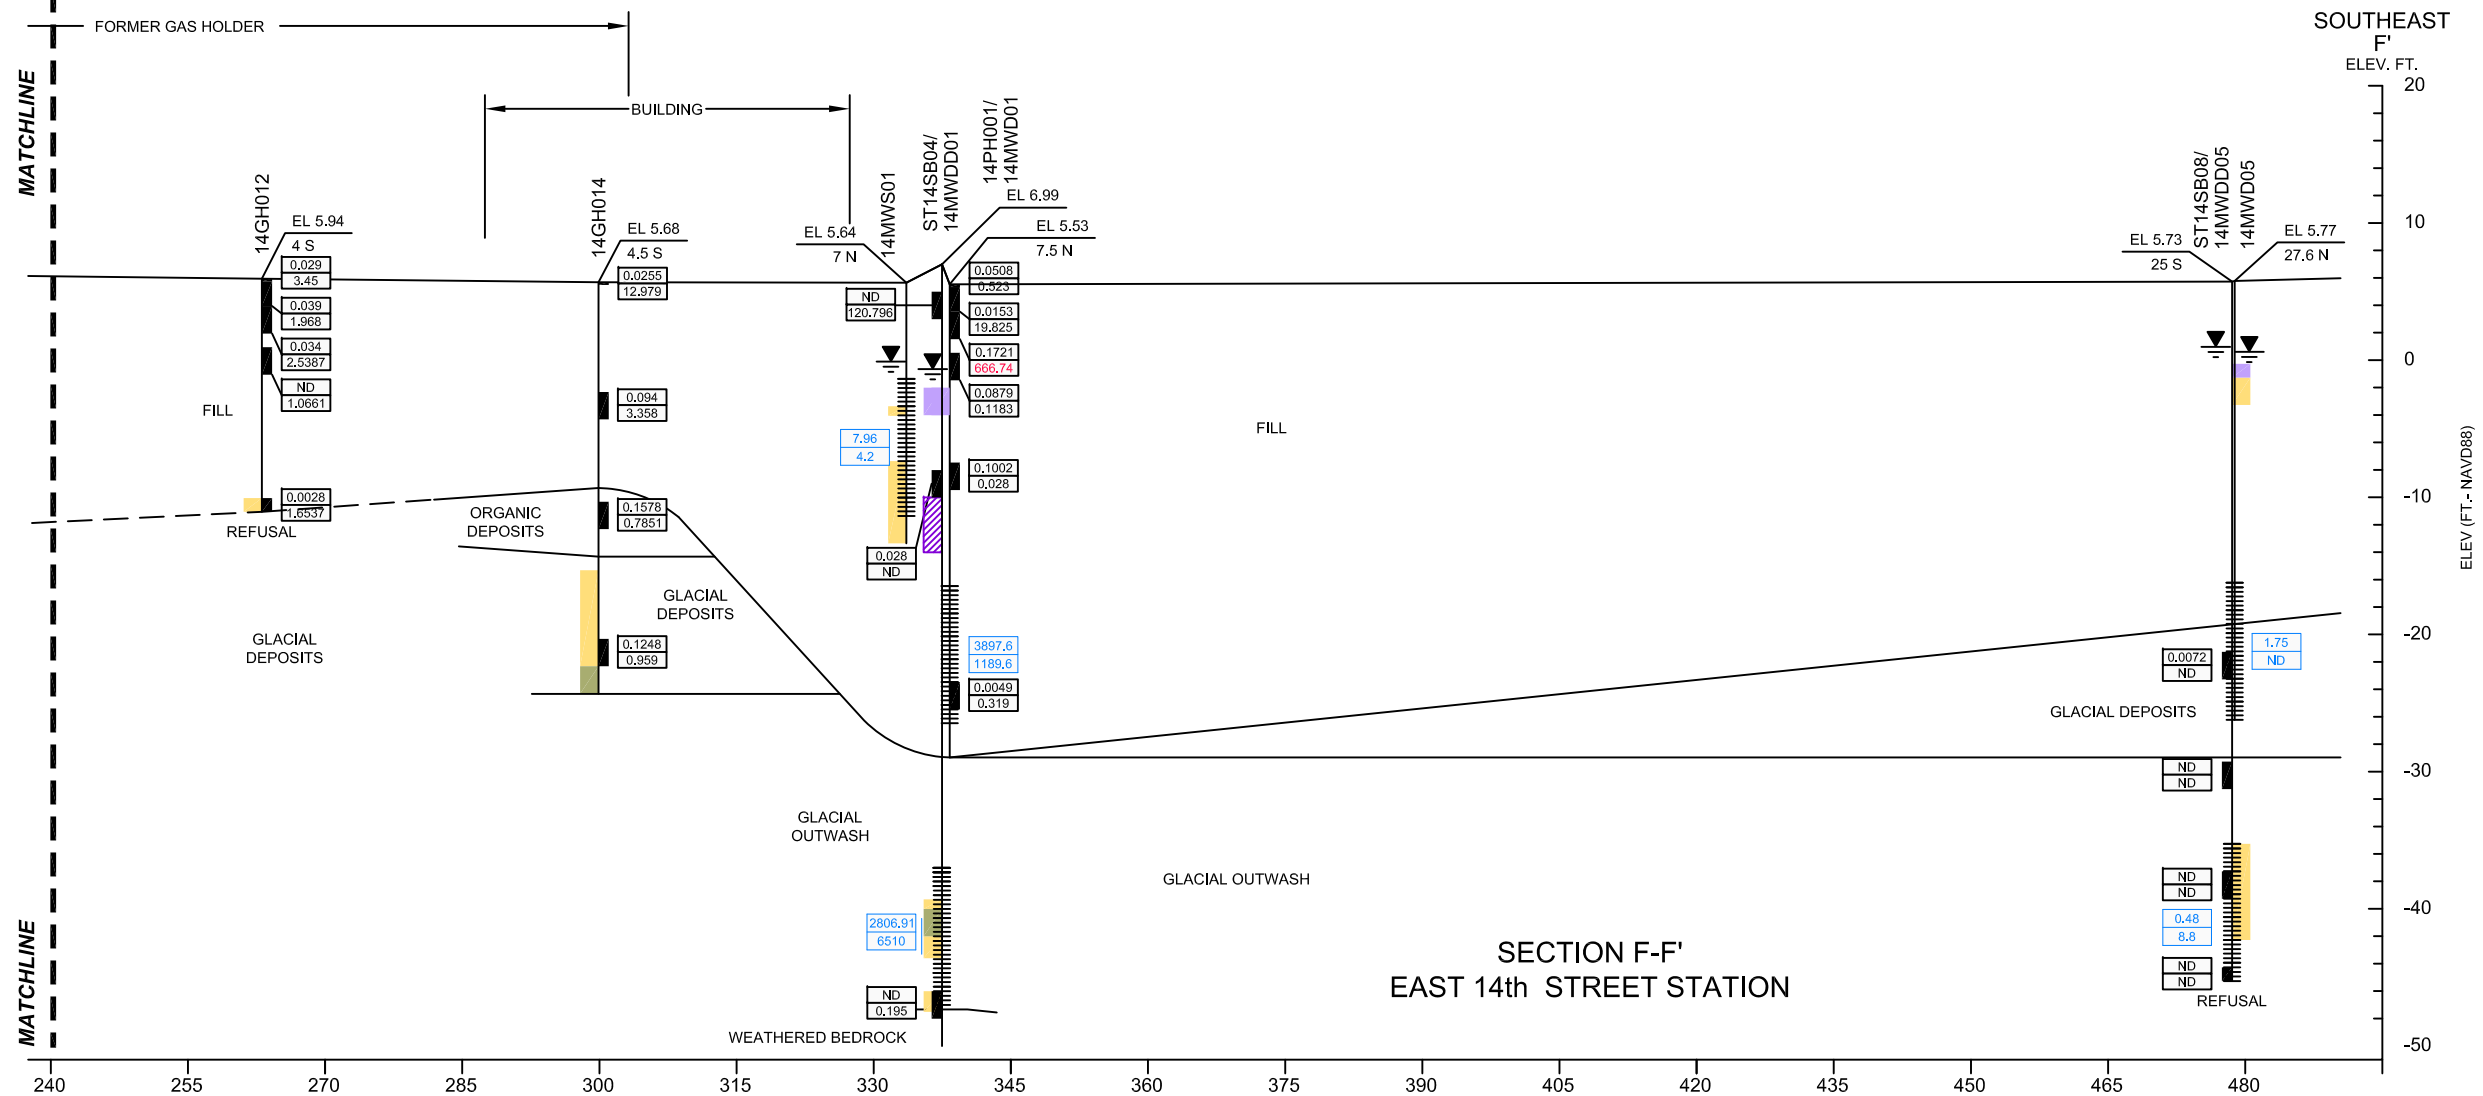 FORMER GAS HOLDER
SOUTHEAST
F'
ELEV. FT.
BUILDING
MATCHLINE
14GH012
EL 5.94
4 S
14GH014
EL 5.68
4.5 S
EL 5.64
7 N
14MWS01
ST14SB04/
14MWDD01
14PH001/
14MWD01
EL 6.99
EL 5.53
7.5 N
EL 5.73
25 S
ST14SB08/
14MWDD05
14MWD05
EL 5.77
27.6 N
0.029
3.45
0.039
1.968
0.034
2.5387
ND
1.0661
0.0028
1.6537
REFUSAL
FILL
0.0255
12.979
0.094
3.358
0.1578
0.7851
0.1248
0.959
ORGANIC
DEPOSITS
GLACIAL
DEPOSITS
GLACIAL
DEPOSITS
ND
120.796
7.96
4.2
0.028
ND
0.0508
0.523
0.0153
19.825
0.1721
666.74
0.0879
0.1183
0.1002
0.028
3897.6
1189.6
0.0049
0.319
FILL
0.0072
ND
1.75
ND
GLACIAL DEPOSITS
ND
ND
GLACIAL
OUTWASH
GLACIAL OUTWASH
2806.91
6510
ND
0.195
WEATHERED BEDROCK
ND
ND
0.48
8.8
ND
ND
REFUSAL
SECTION F-F'
EAST 14th STREET STATION
MATCHLINE
20
10
0
-10
-20
-30
-40
-50
ELEV (FT.- NAVD88)
240 255 270 285 300 315 330 345 360 375 390 405 420 435 450 465 480